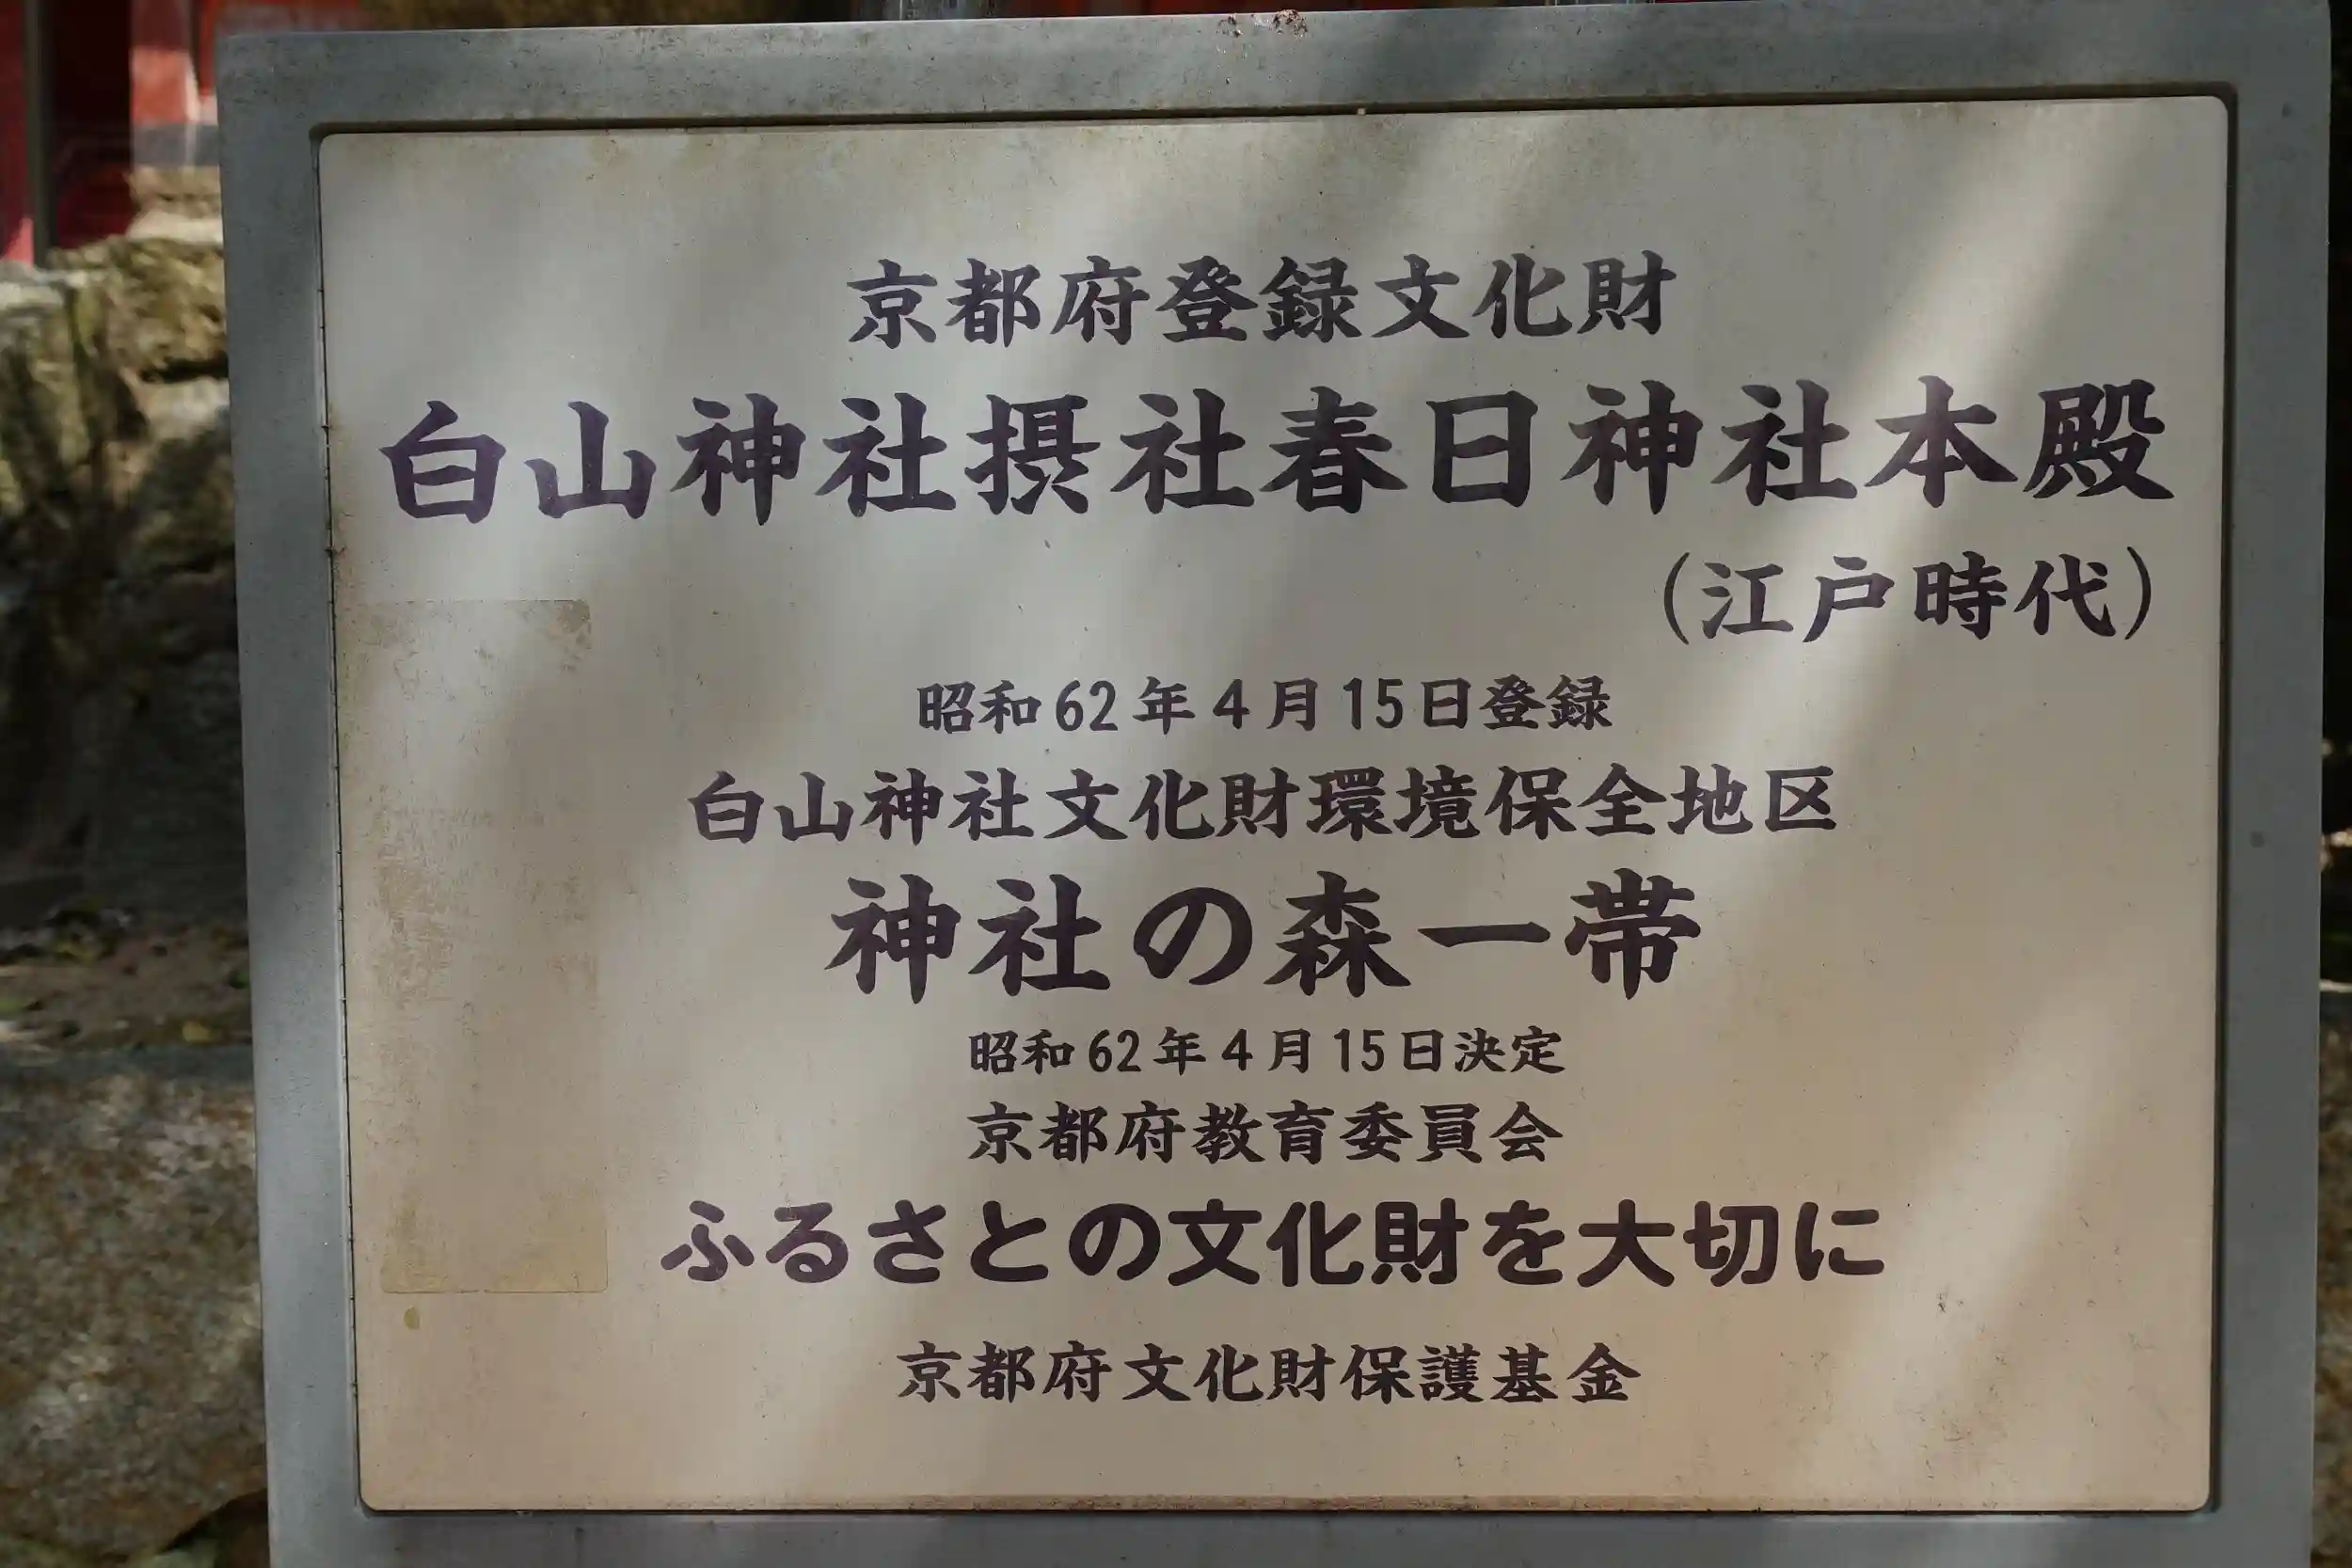 京都府登録文化財
白山神社摂社春日神社本殿
(江戸時代)
昭和62年4月15日登録
白山神社文化財環境保全地区
神社の森一帯
昭和62年4月15日決定
京都府教育委員会
ふるさとの文化財を大切に
京都府文化財保護基金